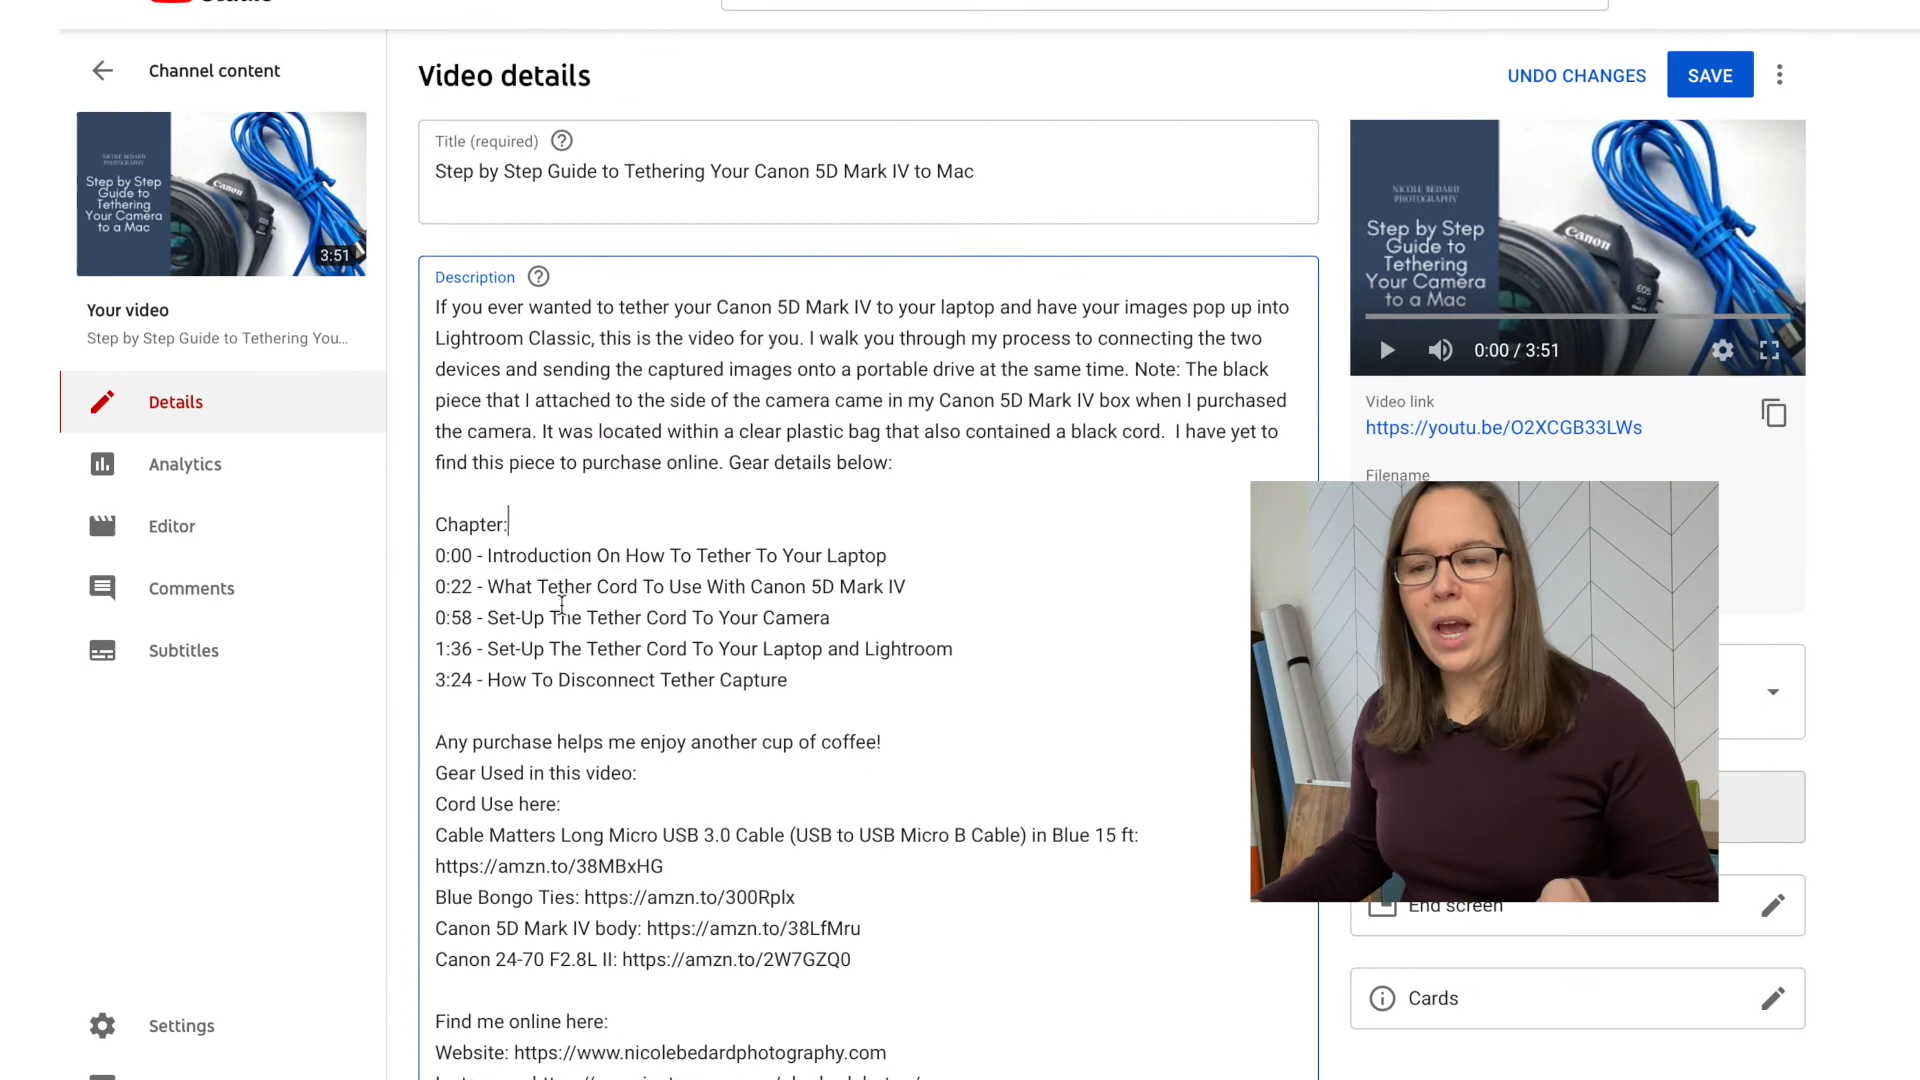 Channel content
Video details
UNDO CHANGES
SAVE
NICOLE BEDARD
PHOTOGRAPHY
Step by Step
Guide to
Tethering
Your Camera
to a Mac
Canon
3:51
Your video
Step by Step Guide to Tethering You...
Details
Analytics
Editor
Comments
Subtitles
Settings
Title (required)
Step by Step Guide to Tethering Your Canon 5D Mark IV to Mac
Description
If you ever wanted to tether your Canon 5D Mark IV to your laptop and have your images pop up into
Lightroom Classic, this is the video for you. I walk you through my process to connecting the two
devices and sending the captured images onto a portable drive at the same time. Note: The black
piece that I attached to the side of the camera came in my Canon 5D Mark IV box when I purchased
the camera. It was located within a clear plastic bag that also contained a black cord.  I have yet to
find this piece to purchase online. Gear details below:
Chapter:
0:00 - Introduction On How To Tether To Your Laptop
0:22 - What Tether Cord To Use With Canon 5D Mark IV
0:58 - Set-Up The Tether Cord To Your Camera
1:36 - Set-Up The Tether Cord To Your Laptop and Lightroom
3:24 - How To Disconnect Tether Capture
Any purchase helps me enjoy another cup of coffee!
Gear Used in this video:
Cord Use here:
Cable Matters Long Micro USB 3.0 Cable (USB to USB Micro B Cable) in Blue 15 ft:
https://amzn.to/38MBxHG
Blue Bongo Ties: https://amzn.to/300Rplx
Canon 5D Mark IV body: https://amzn.to/38LfMru
Canon 24-70 F2.8L II: https://amzn.to/2W7GZQ0
Find me online here:
Website: https://www.nicolebedardphotography.com
NICOLE BEDARD
PHOTOGRAPHY
Step by Step
Guide to
Tethering
Your Camera
to a Mac
Canon
EOS
5D
0:00 / 3:51
Video link
https://youtu.be/O2XCGB33LWs
Filename
End screen
Cards